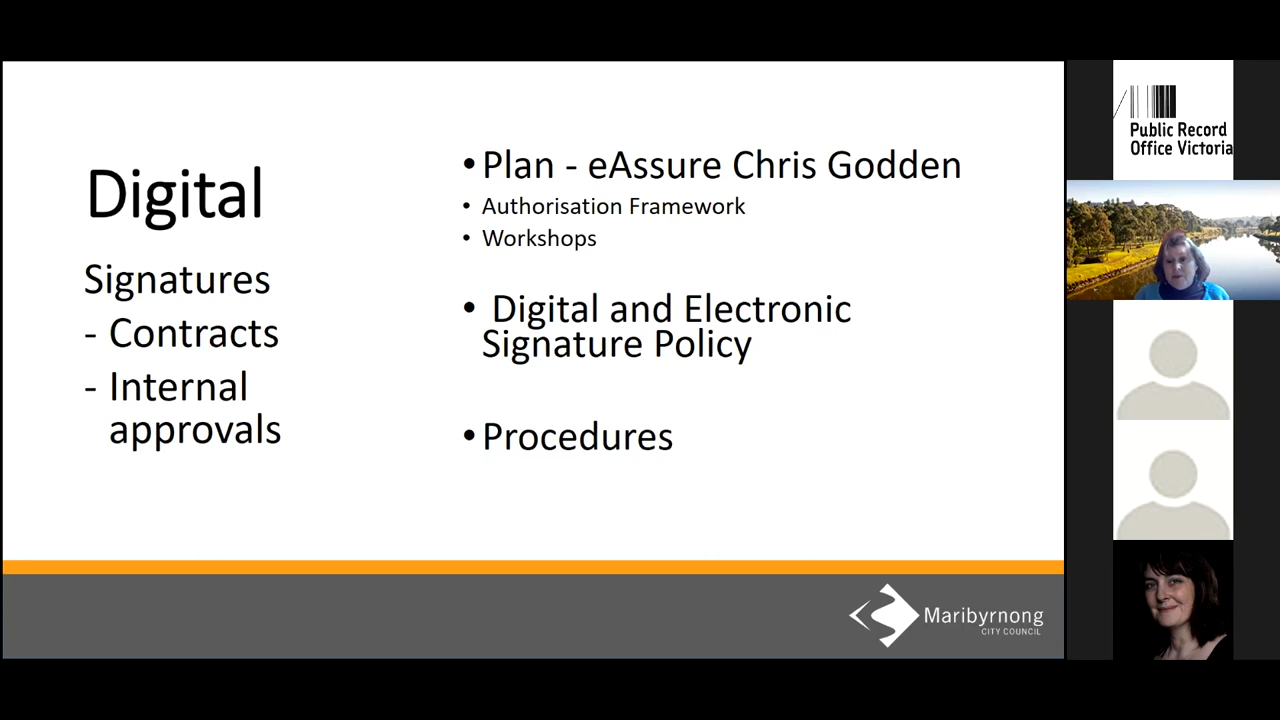 Digital
Signatures
- Contracts
- Internal
approvals
• Plan - eAssure Chris Godden
• Authorisation Framework
• Workshops
• Digital and Electronic
Signature Policy
• Procedures
Maribyrnong
CITY COUNCIL
Public Record
Office Victoria